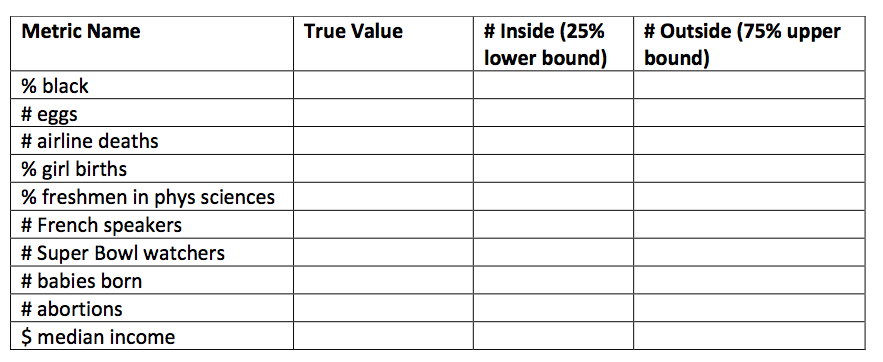 Metric Name True Value # Inside (25% lower bound) # Outside (75% upper bound)
% black
# eggs
# airline deaths
% girl births
% freshmen in phys sciences
# French speakers
# Super Bowl watchers
# babies born
# abortions
$ median income